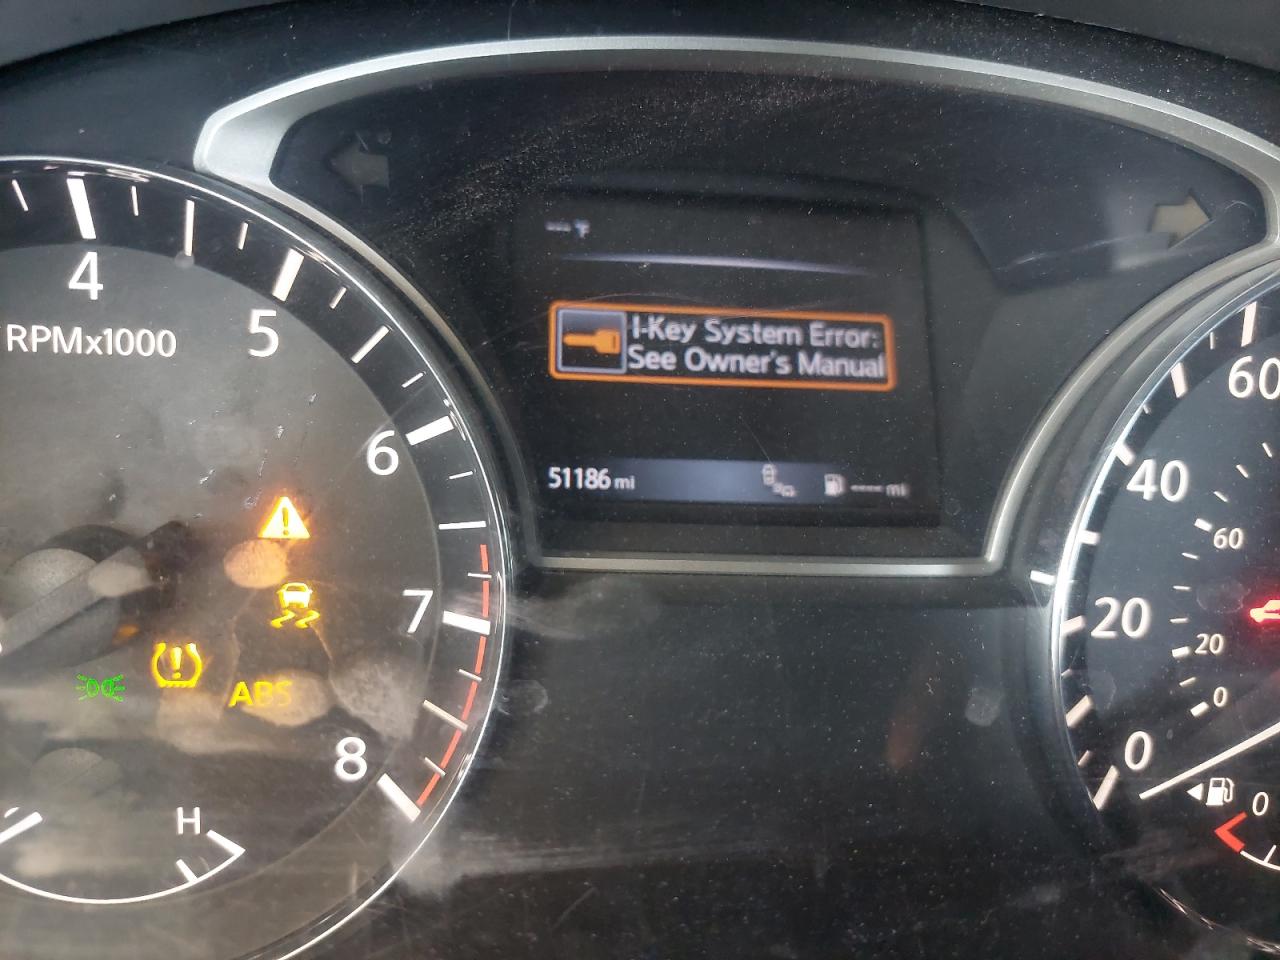 4
RPMx1000
5
6
7
8
H
ABS
I-Key System Error:
See Owner's Manual
51186 mi
---- mi
60
40
60
20
20
0
0
0